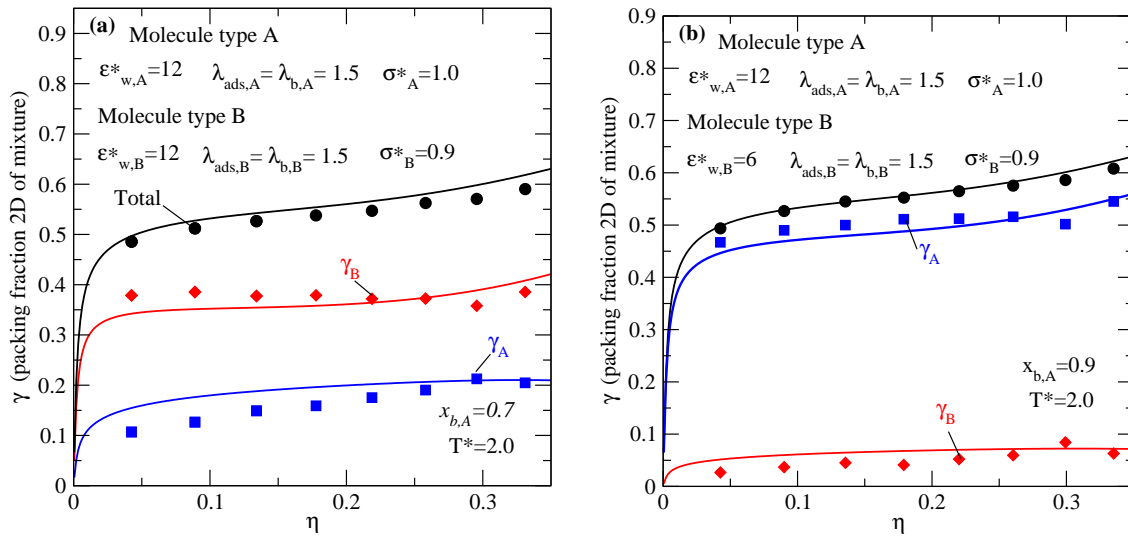 (a)
Molecule type A
ε*w,A=12 λads,A= λb,A= 1.5 σ*A=1.0
Molecule type B
ε*w,B=12 λads,B= λb,B= 1.5 σ*B=0.9
Total
γB
γA
xb,A=0.7
T*=2.0
γ (packing fraction 2D of mixture)
0.9
0.8
0.7
0.6
0.5
0.4
0.3
0.2
0.1
0
0 0.1 0.2 0.3
η
(b)
Molecule type A
ε*w,A=12 λads,A= λb,A= 1.5 σ*A=1.0
Molecule type B
ε*w,B=6 λads,B= λb,B= 1.5 σ*B=0.9
γA
xb,A=0.9
T*=2.0
γB
γ (packing fraction 2D of mixture)
0.9
0.8
0.7
0.6
0.5
0.4
0.3
0.2
0.1
0
0 0.1 0.2 0.3
η